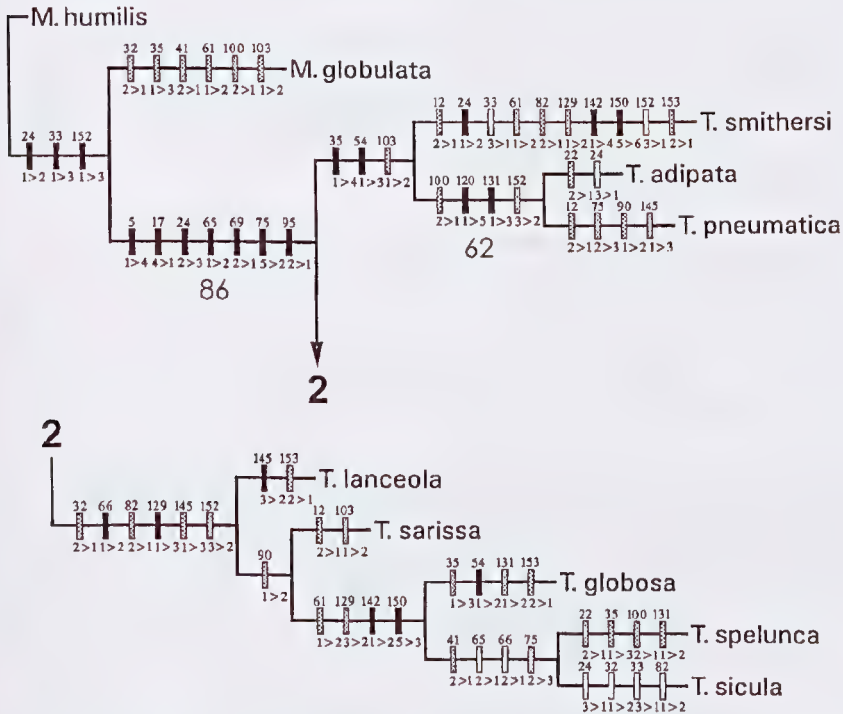 M. humilis
32 35 41 61 100 103
M. globulata
2>1 1>3 2>1 1>2 2>1 1>2
12 24 33 61 82 129 142 150 152 153
T. smithersi
2>1 1>2 3>1 1>2 2>1 1>2 1>4 5>6 3>1 2>1
24 33 152
1>2 1>3 1>3
35 54 103
1>4 1>3 1>2
22 24
T. adipata
2>1 3>1
100 120 131 152
2>1 1>5 1>3 3>2
62
12 75 90 145
T. pneumatica
2>1 2>3 1>2 1>3
5 17 24 65 69 75 95
1>4 4>1 2>3 1>2 2>1 5>2 2>1
86
2
2
145 153
T. lanceola
3>2 2>1
32 66 82 129 145 152
2>1 1>2 2>1 1>3 1>3 3>2
12 103
T. sarissa
2>1 1>2
90
1>2
35 54 131 153
T. globosa
1>3 1>2 1>2 2>1
61 129 142 150
1>2 3>2 1>2 5>3
22 35 100 131
T. spelunca
2>1 1>3 2>1 1>2
41 65 66 75
2>1 2>1 2>1 2>3
24 32 33 82
T. sicula
3>1 1>2 3>1 1>2